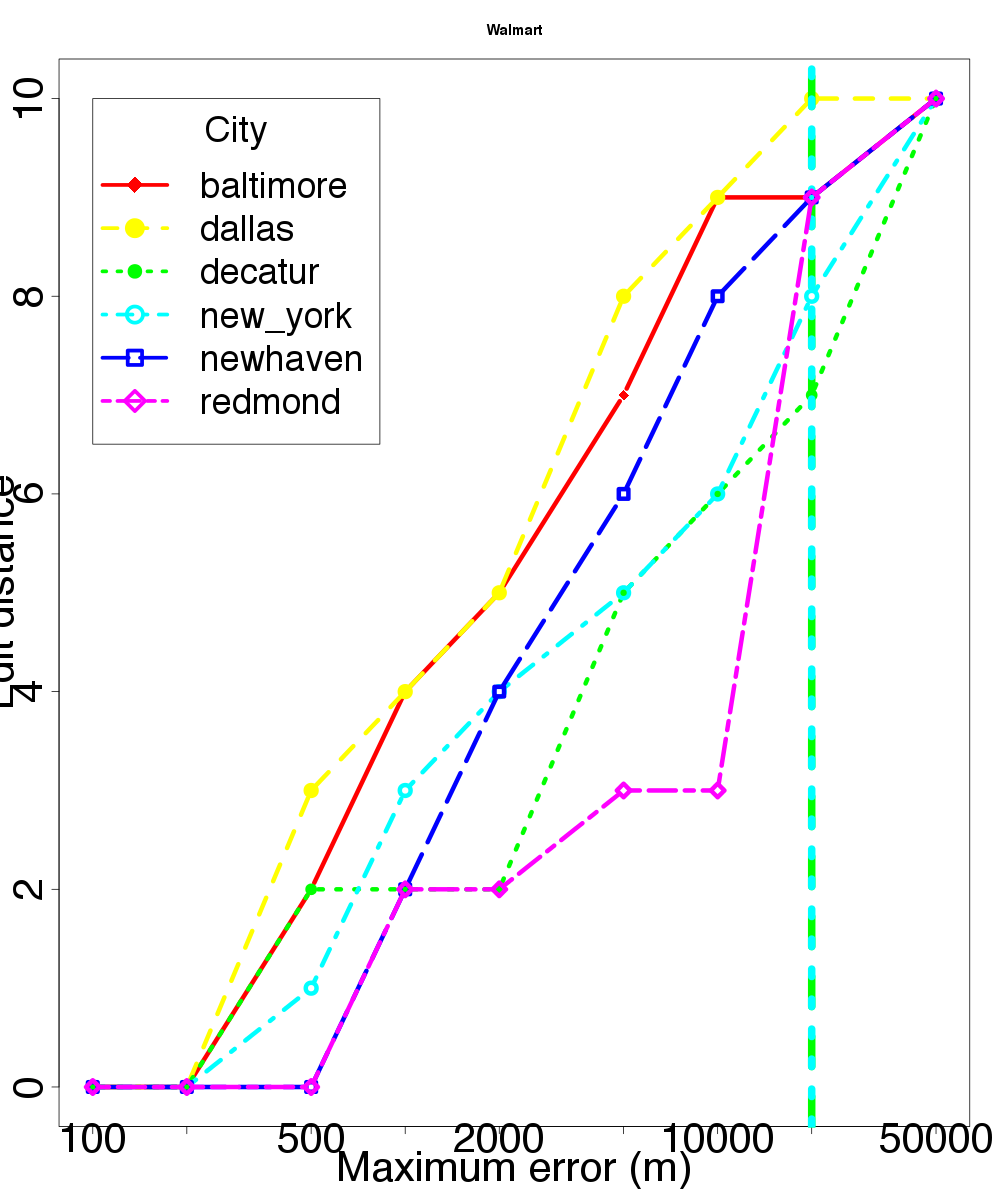 Walmart
10
8
6
4
2
0
City
baltimore
dallas
decatur
new_york
newhaven
redmond
distance
100 500 2000 10000 50000
Maximum error (m)